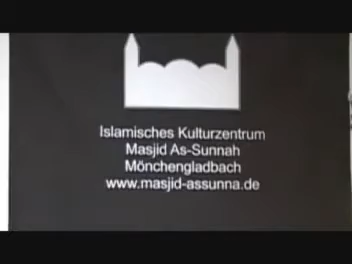 Islamisches Kulturzentrum
Masjid As-Sunnah
Mönchengladbach
www.masjid-assunna.de